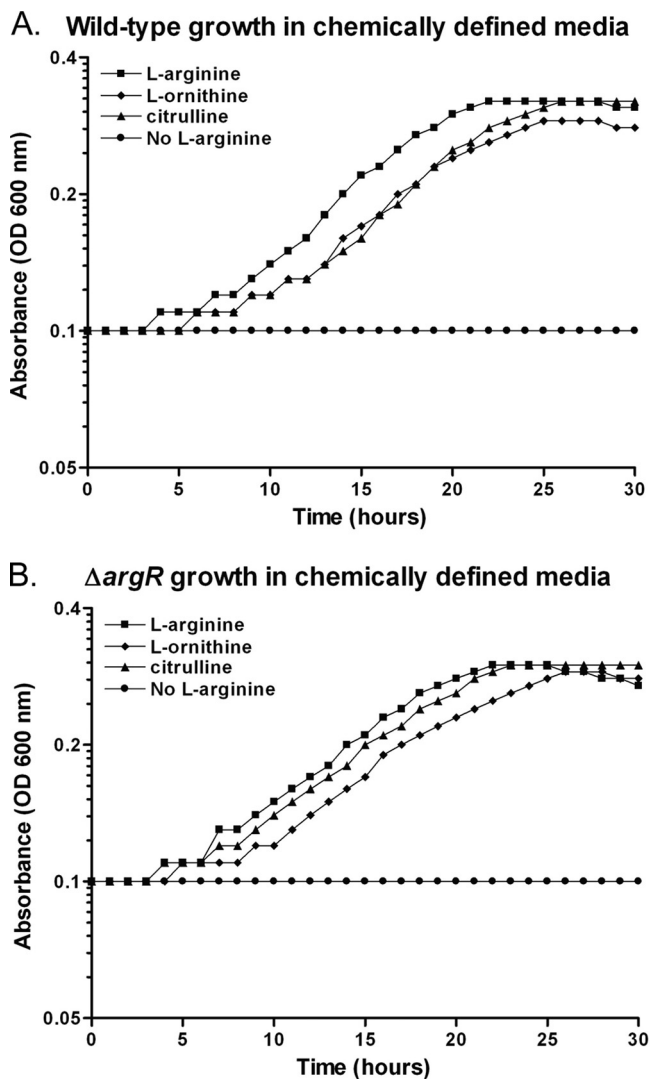 A. Wild-type growth in chemically defined media
0.4
L-arginine
L-ornithine
citrulline
No L-arginine
0.2
0.1
0.05
Absorbance (OD 600 nm)
0 5 10 15 20 25 30
Time (hours)
B. ΔargR growth in chemically defined media
0.4
L-arginine
L-ornithine
citrulline
No L-arginine
0.2
0.1
0.05
Absorbance (OD 600 nm)
0 5 10 15 20 25 30
Time (hours)